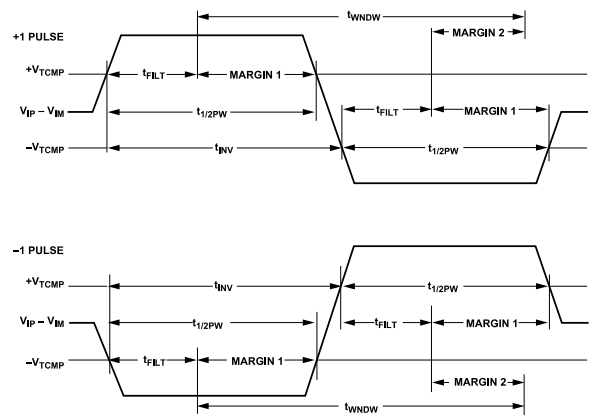 tWNDW
+1 PULSE
MARGIN 2
+VTCMP
tFILT
MARGIN 1
tFILT
MARGIN 1
VIP – VIM
t1/2PW
–VTCMP
tINV
t1/2PW
–1 PULSE
+VTCMP
tINV
t1/2PW
VIP – VIM
t1/2PW
tFILT
MARGIN 1
–VTCMP
tFILT
MARGIN 1
MARGIN 2
tWNDW